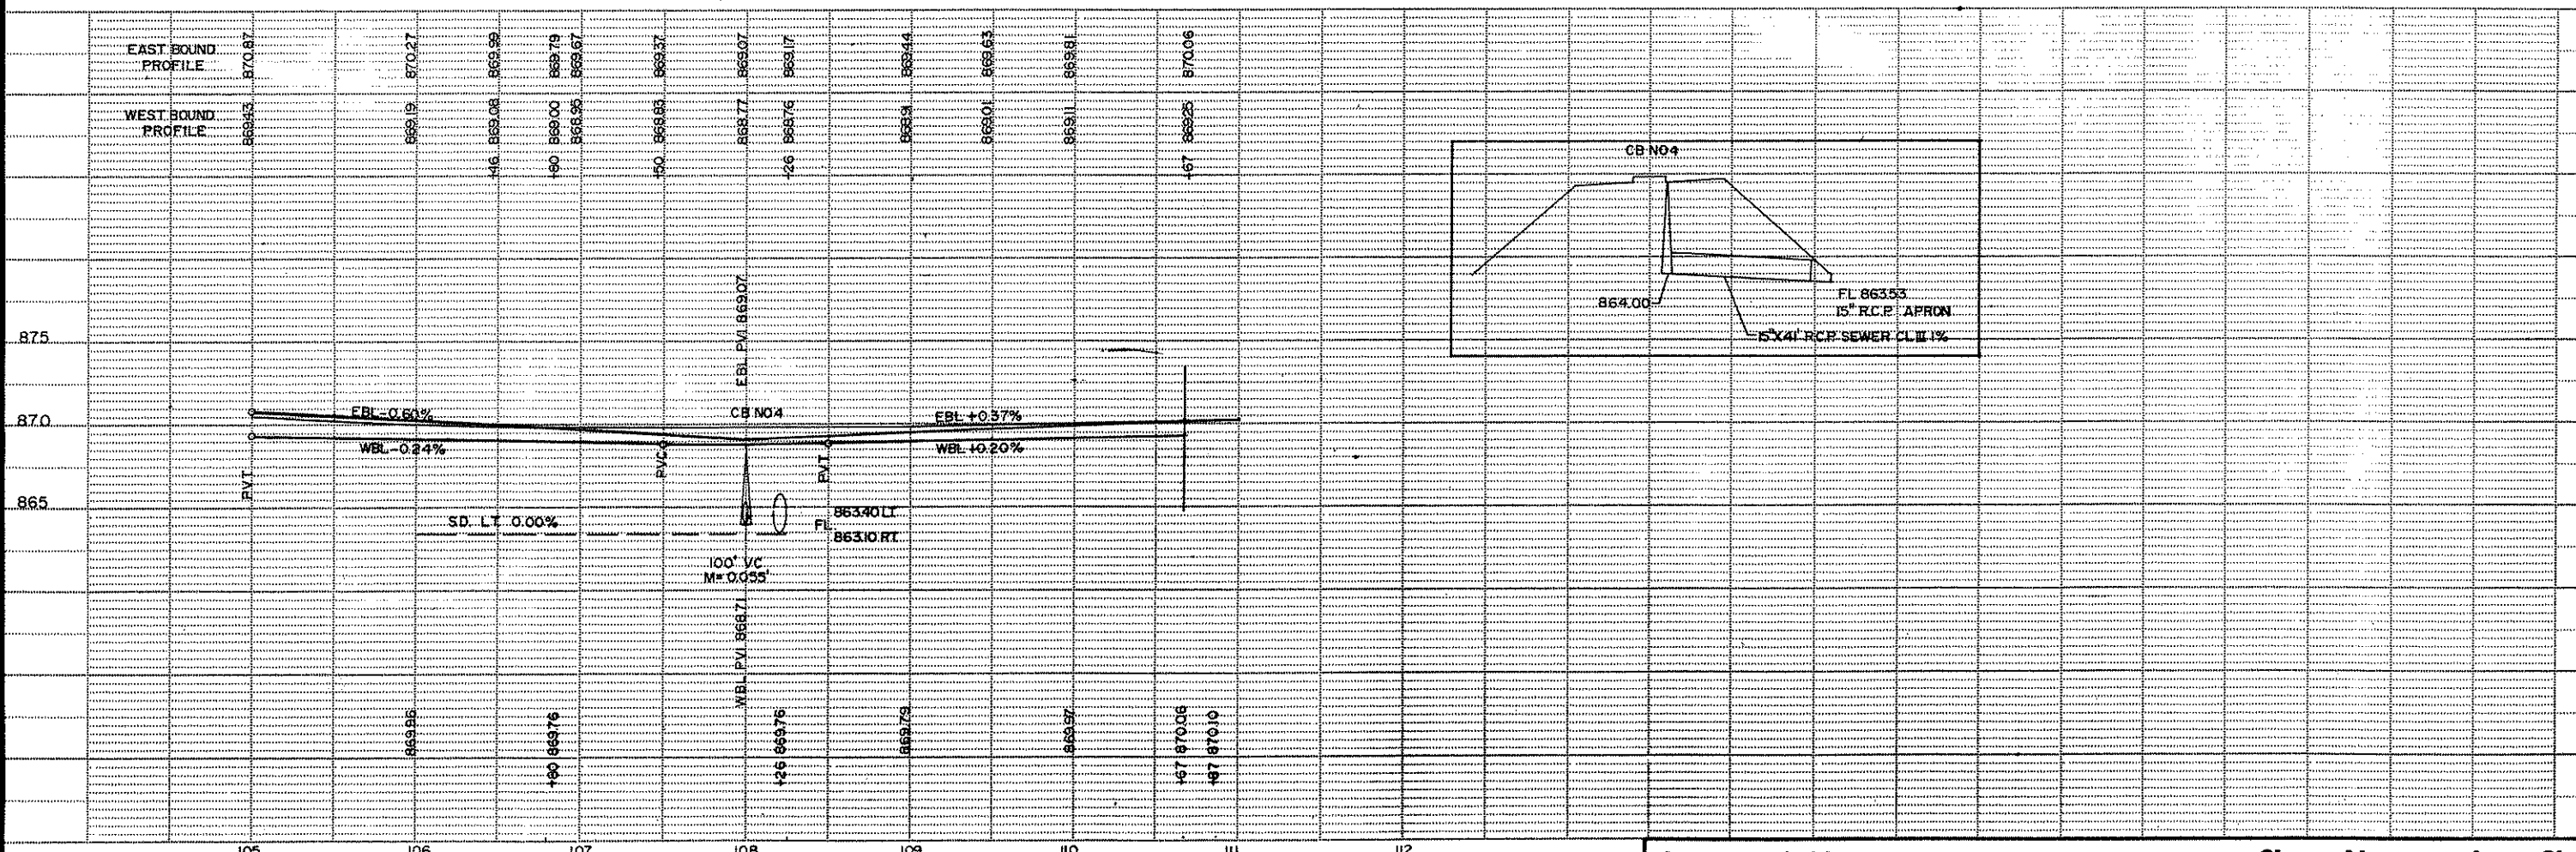 EAST BOUND
PROFILE
870.87
870.27
869.99
869.79
869.67
869.37
869.07
869.17
869.44
869.63
869.81
870.06
WEST BOUND
PROFILE
869.43
869.19
+46 869.08
+80 869.00
868.95
+50 868.83
868.77
+26 868.76
868.91
869.01
869.11
+67 869.25
CB NO4
864.00
FL 863.53
15" R.C.P. APRON
15"X41' R.C.P. SEWER CL III 1%
875
870
865
EBL PVI 869.07
EBL -0.60%
CB NO4
EBL +0.37%
WBL -0.24%
WBL +0.20%
P.V.T.
P.V.C.
P.V.T.
S.D. LT. 0.00%
863.40 LT
FL.
863.10 RT.
100' VC
M= 0.055'
WBL PVI 868.71
869.96
+80 869.76
+26 869.76
869.79
869.97
+67 870.06
+87 870.10
105
106
107
108
109
110
111
112